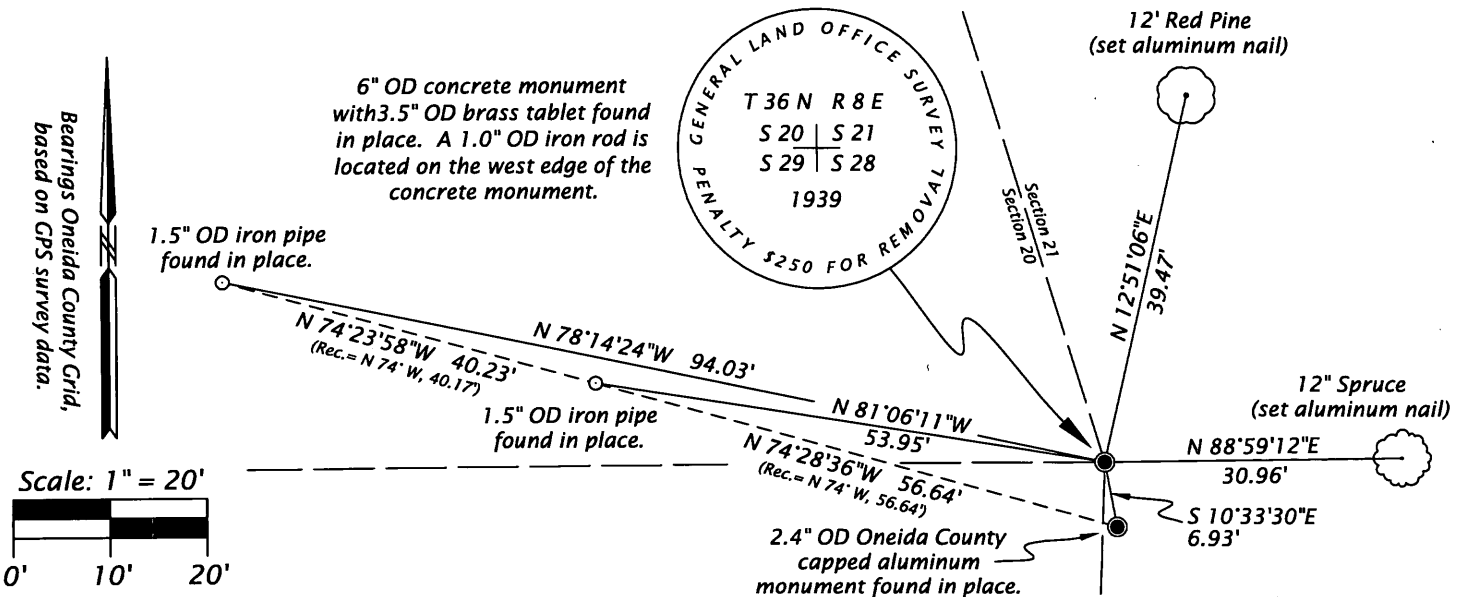 12' Red Pine
(set aluminum nail)
6" OD concrete monument
with3.5" OD brass tablet found
in place. A 1.0" OD iron rod is
located on the west edge of the
concrete monument.
GENERAL LAND OFFICE SURVEY
T 36 N R 8 E
S 20 S 21
S 29 S 28
1939
PENALTY $250 FOR REMOVAL
Bearings Oneida County Grid,
based on GPS survey data.
Section 21
Section 20
N 12°51'06"E
39.47'
1.5" OD iron pipe
found in place.
N 78°14'24"W 94.03'
N 74°23'58"W 40.23'
(Rec.= N 74° W, 40.17')
1.5" OD iron pipe
found in place.
N 81°06'11"W
53.95'
12" Spruce
(set aluminum nail)
N 88°59'12"E
30.96'
N 74°28'36"W 56.64'
(Rec.= N 74° W, 56.64')
S 10°33'30"E
6.93'
2.4" OD Oneida County
capped aluminum
monument found in place.
Scale: 1" = 20'
0' 10' 20'